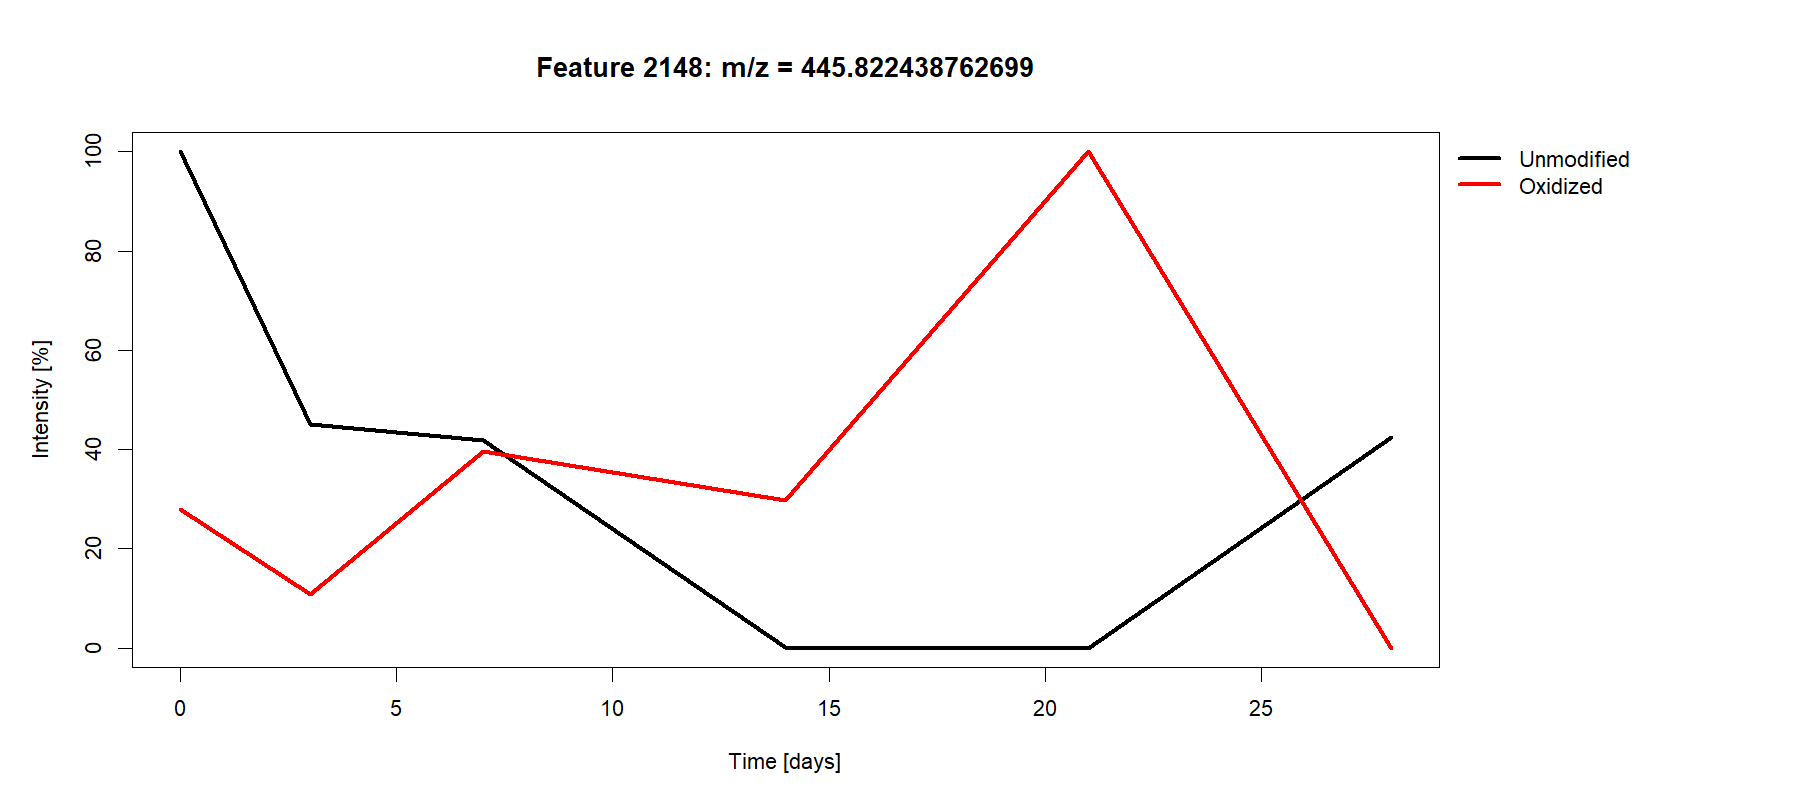 Feature 2148: m/z = 445.822438762699
Unmodified
Oxidized
Intensity [%]
100
80
60
40
20
0
0 5 10 15 20 25
Time [days]